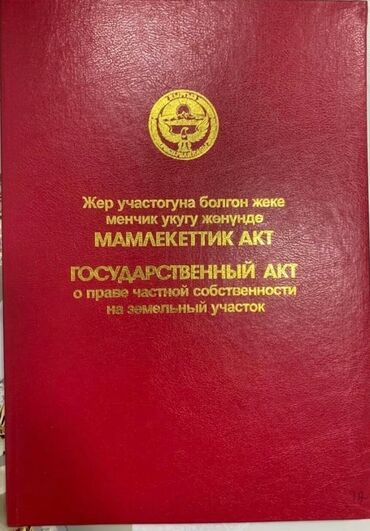 Жер участогуна болгон жеке
менчик укугу жөнүндө
МАМЛЕКЕТТИК АКТ
ГОСУДАРСТВЕННЫЙ АКТ
о праве частной собственности
на земельный участок